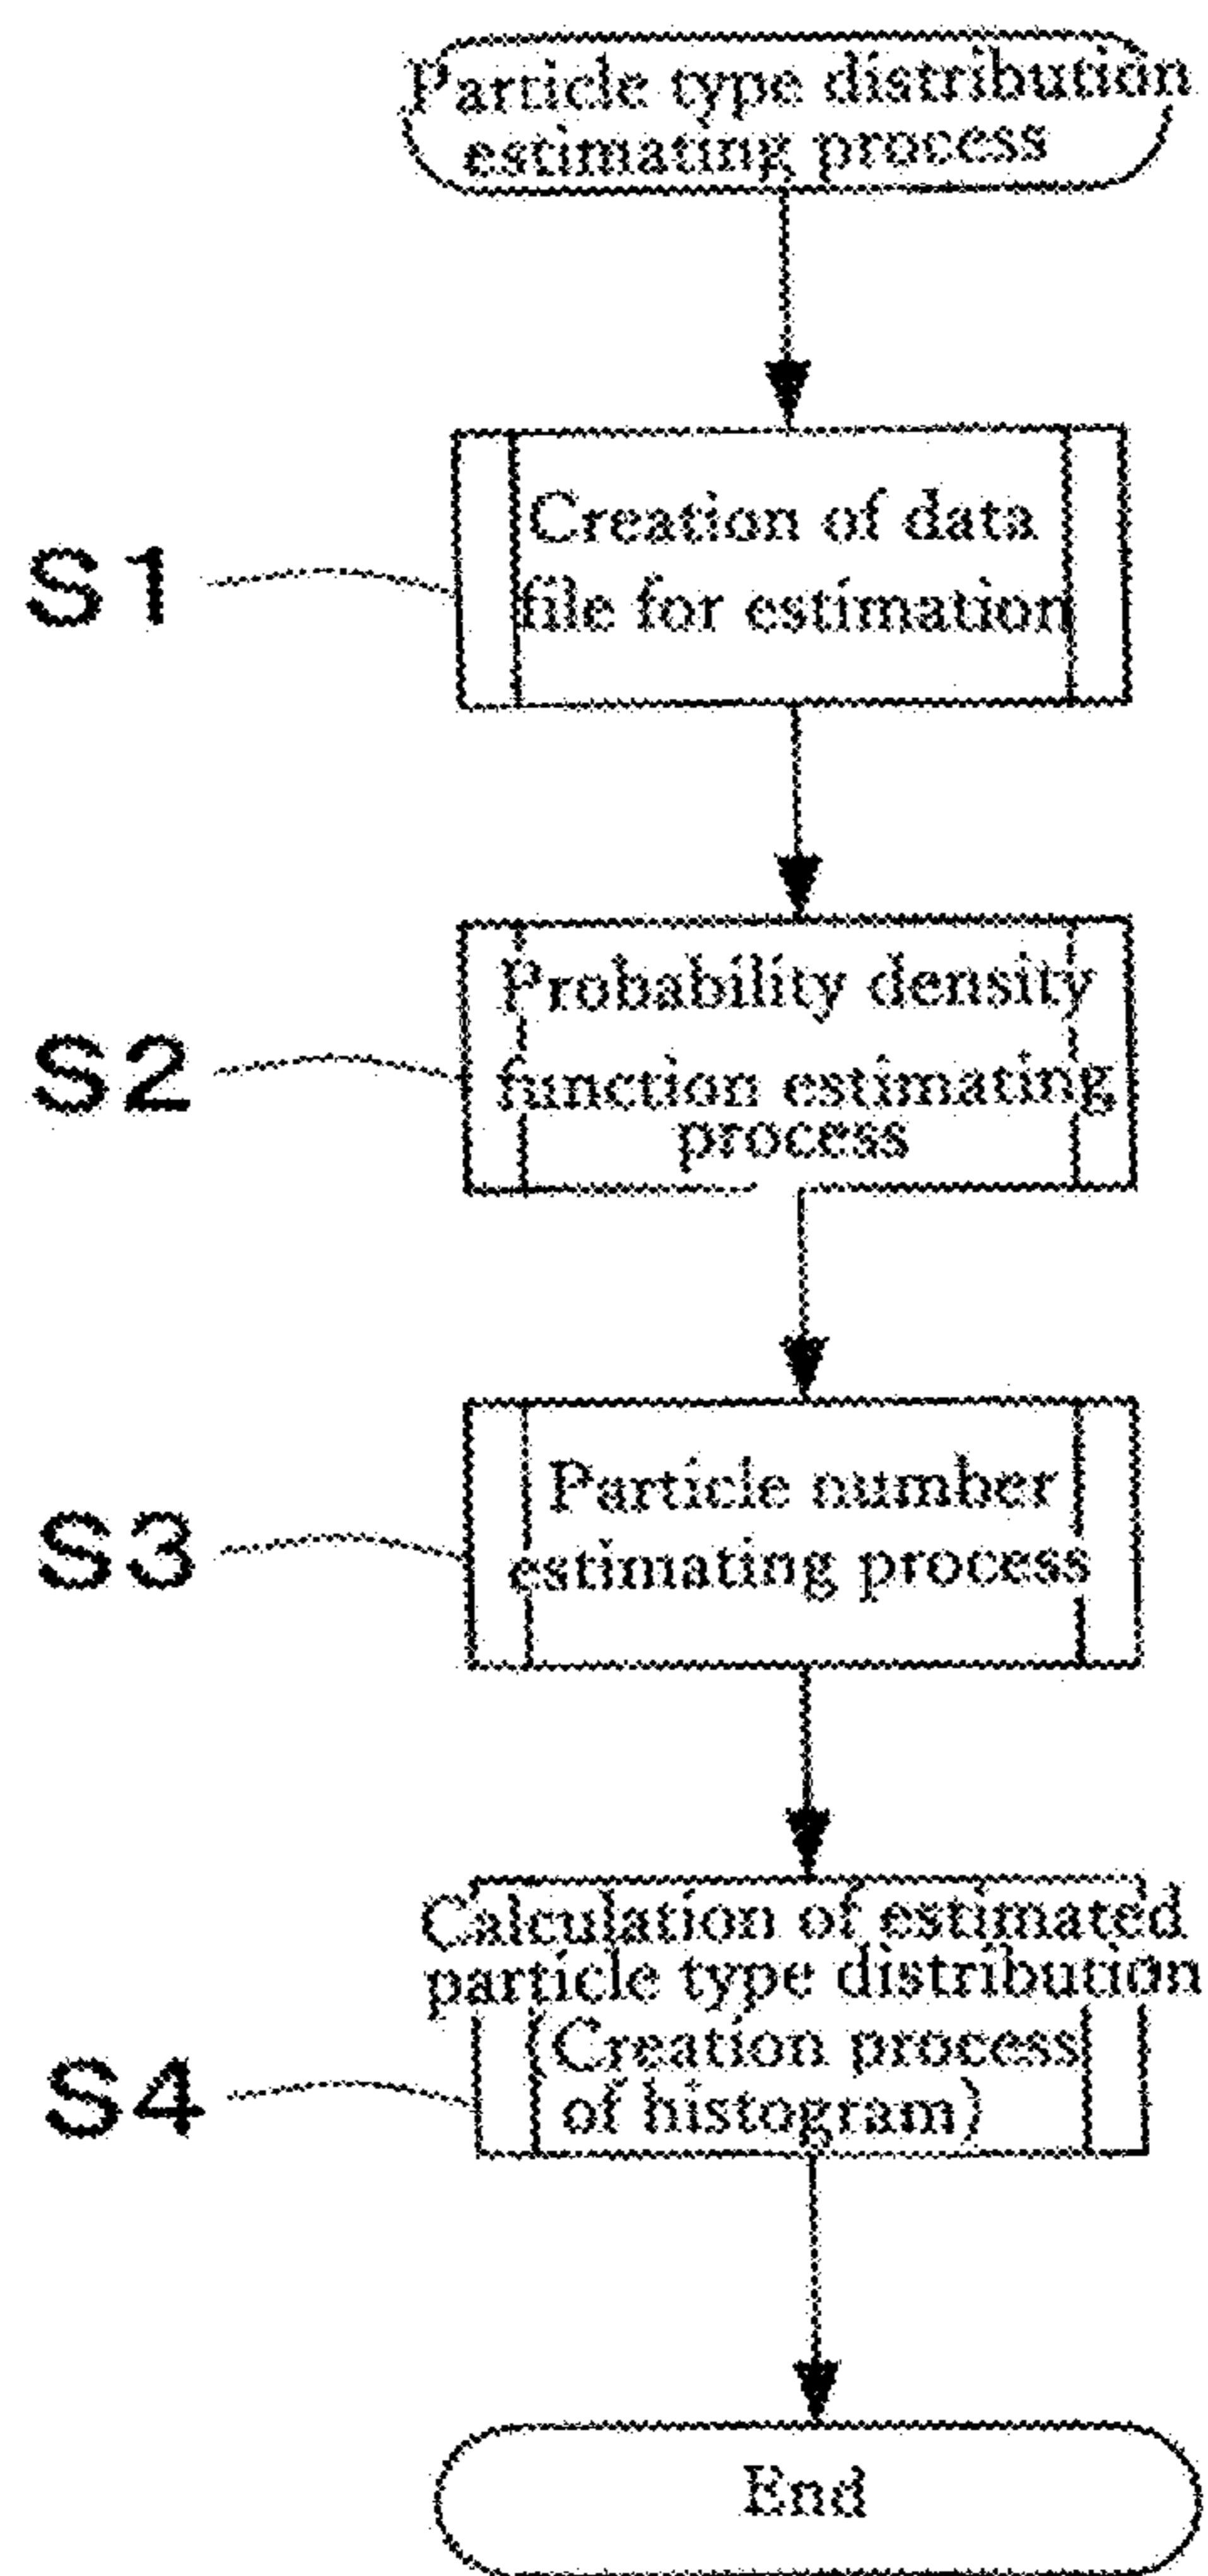 Particle type distribution
estimating process
S1
Creation of data
file for estimation
S2
Probability density
function estimating
process
S3
Particle number
estimating process
S4
Calculation of estimated
particle type distribution
(Creation process
of histogram)
End